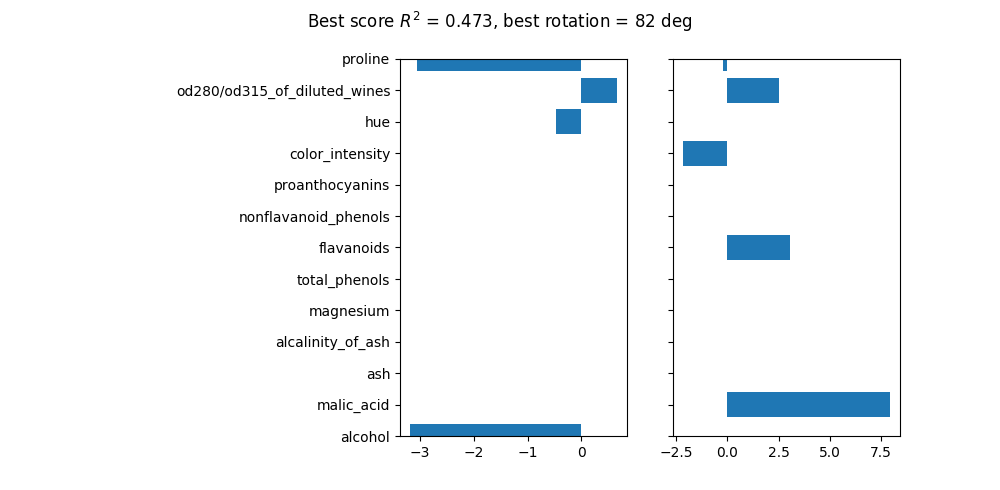 Best score $R^2$ = 0.473, best rotation = 82 deg
proline
od280/od315_of_diluted_wines
hue
color_intensity
proanthocyanins
nonflavanoid_phenols
flavanoids
total_phenols
magnesium
alcalinity_of_ash
ash
malic_acid
alcohol
−3 −2 −1 0
−2.5 0.0 2.5 5.0 7.5